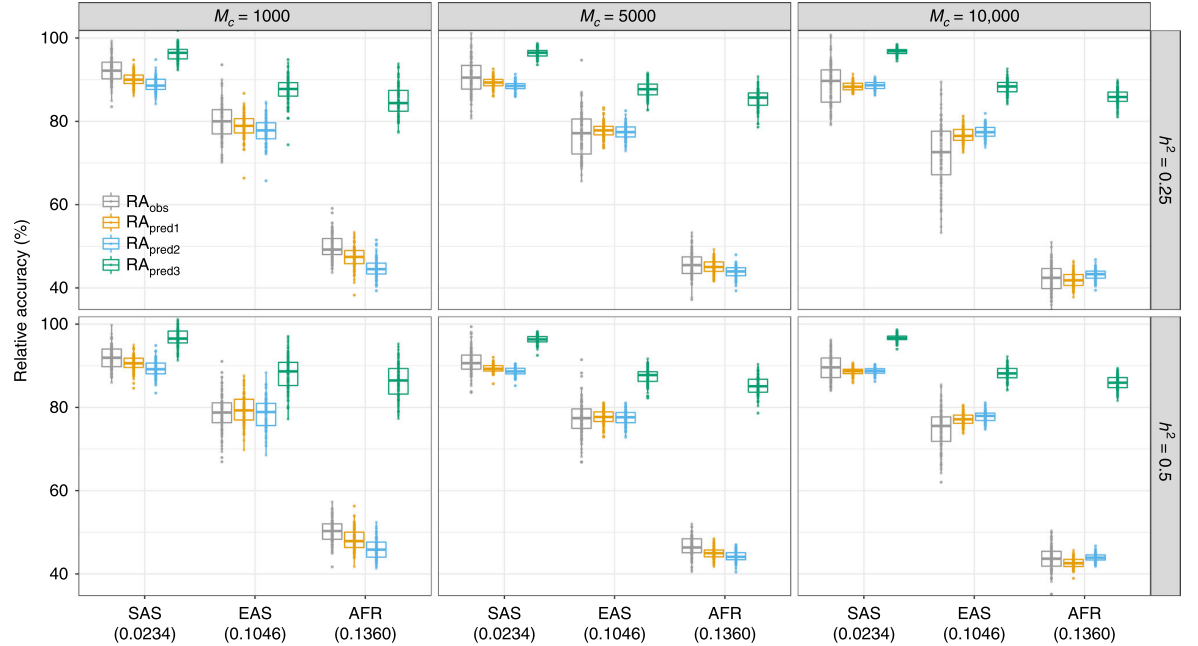 M_c = 1000
M_c = 5000
M_c = 10,000
Relative accuracy (%)
100
80
60
40
RA_obs
RA_pred1
RA_pred2
RA_pred3
h² = 0.25
100
80
60
40
h² = 0.5
SAS EAS AFR SAS EAS AFR SAS EAS AFR
(0.0234) (0.1046) (0.1360) (0.0234) (0.1046) (0.1360) (0.0234) (0.1046) (0.1360)